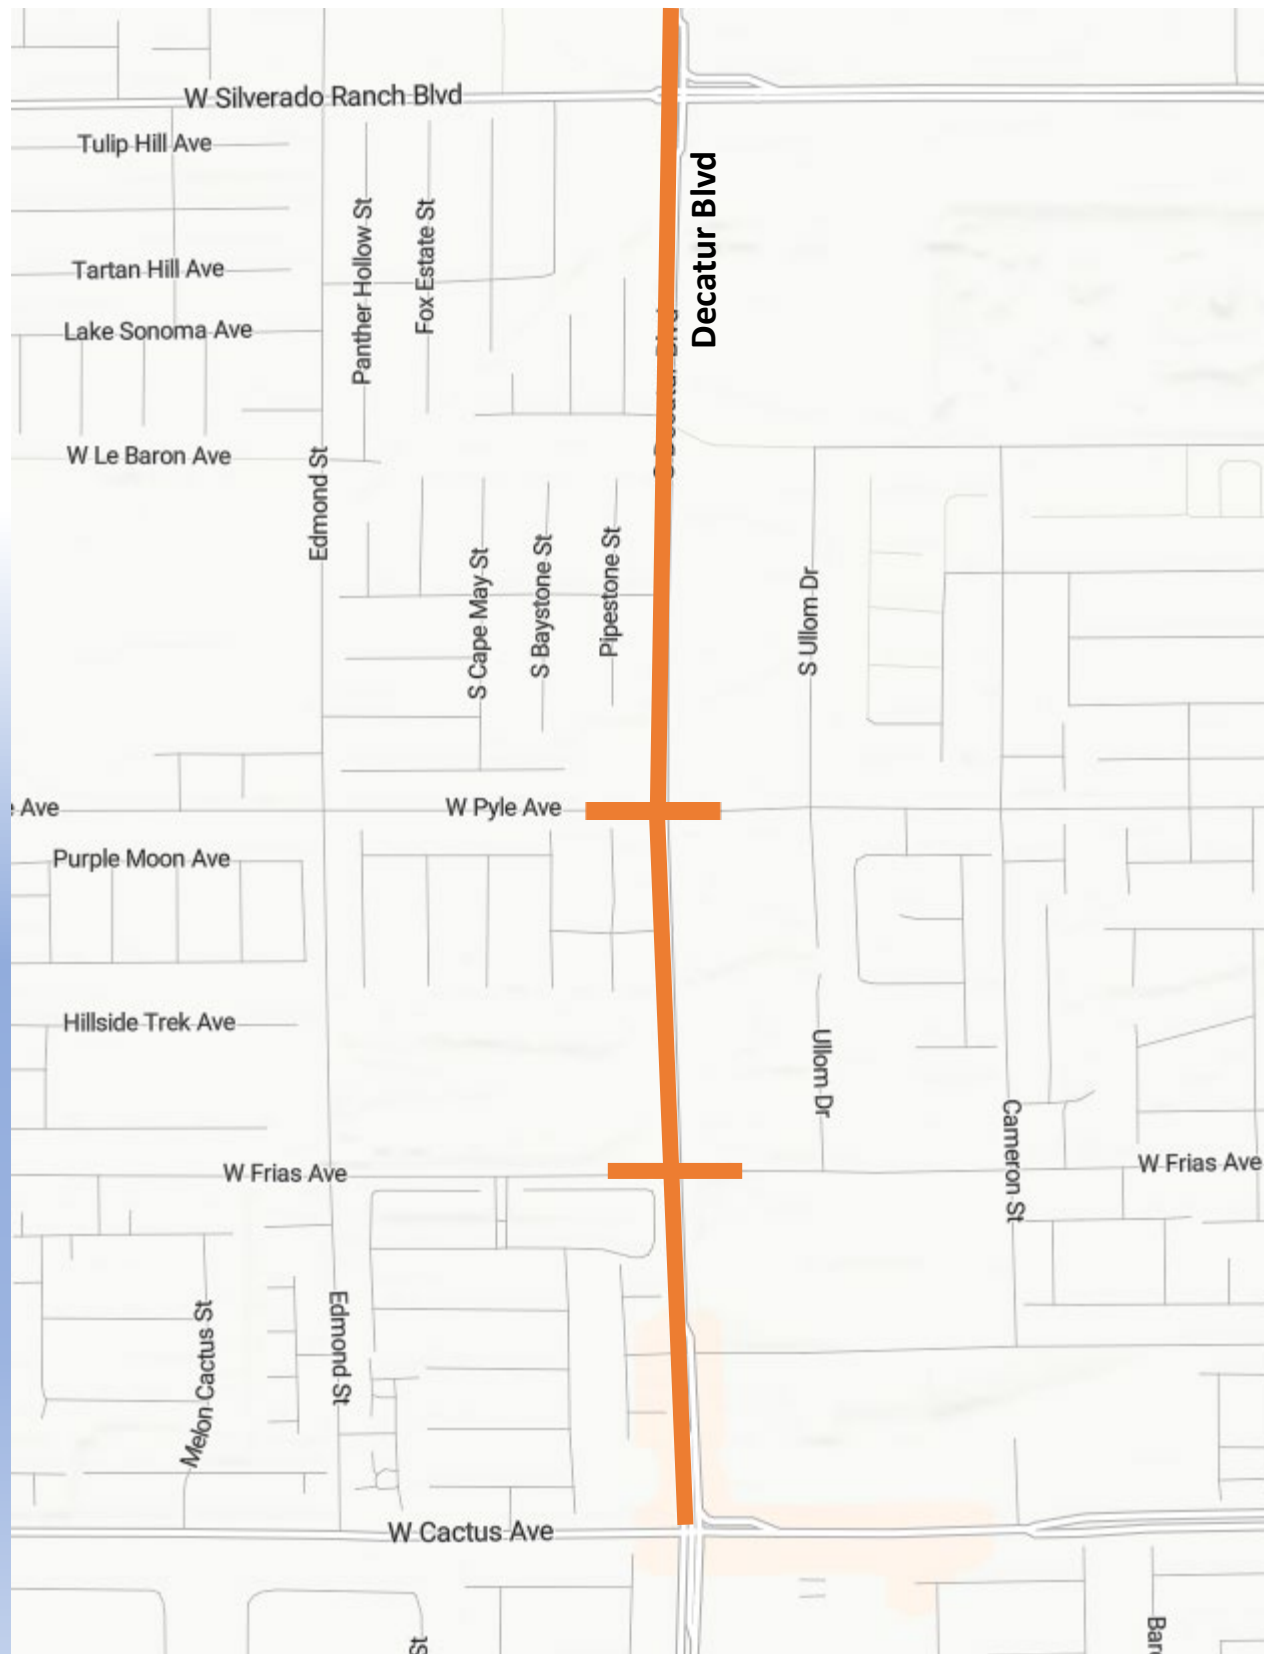 W Silverado Ranch Blvd
Tulip Hill Ave
Decatur Blvd
Panther Hollow St
Fox Estate St
Tartan Hill Ave
Lake Sonoma Ave
W Le Baron Ave
Edmond St
S Cape May St
S Baystone St
Pipestone St
S Ullom Dr
Ave
W Pyle Ave
Purple Moon Ave
Hillside Trek Ave
Ullom Dr
Cameron St
W Frias Ave
W Frias Ave
Melon Cactus St
Edmond St
W Cactus Ave
St